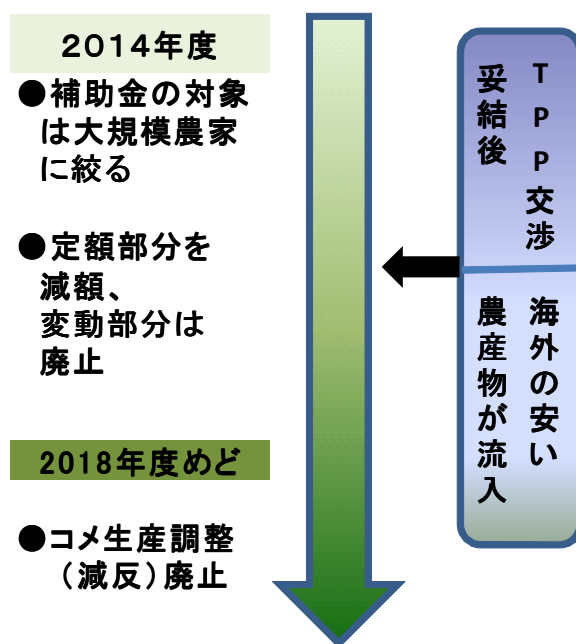 ２０１４年度
●補助金の対象
は大規模農家
に絞る
●定額部分を
減額、
変動部分は
廃止
2018年度めど
●コメ生産調整
（減反）廃止
ＴＰＰ交渉
妥結後
海外の安い
農産物が流入